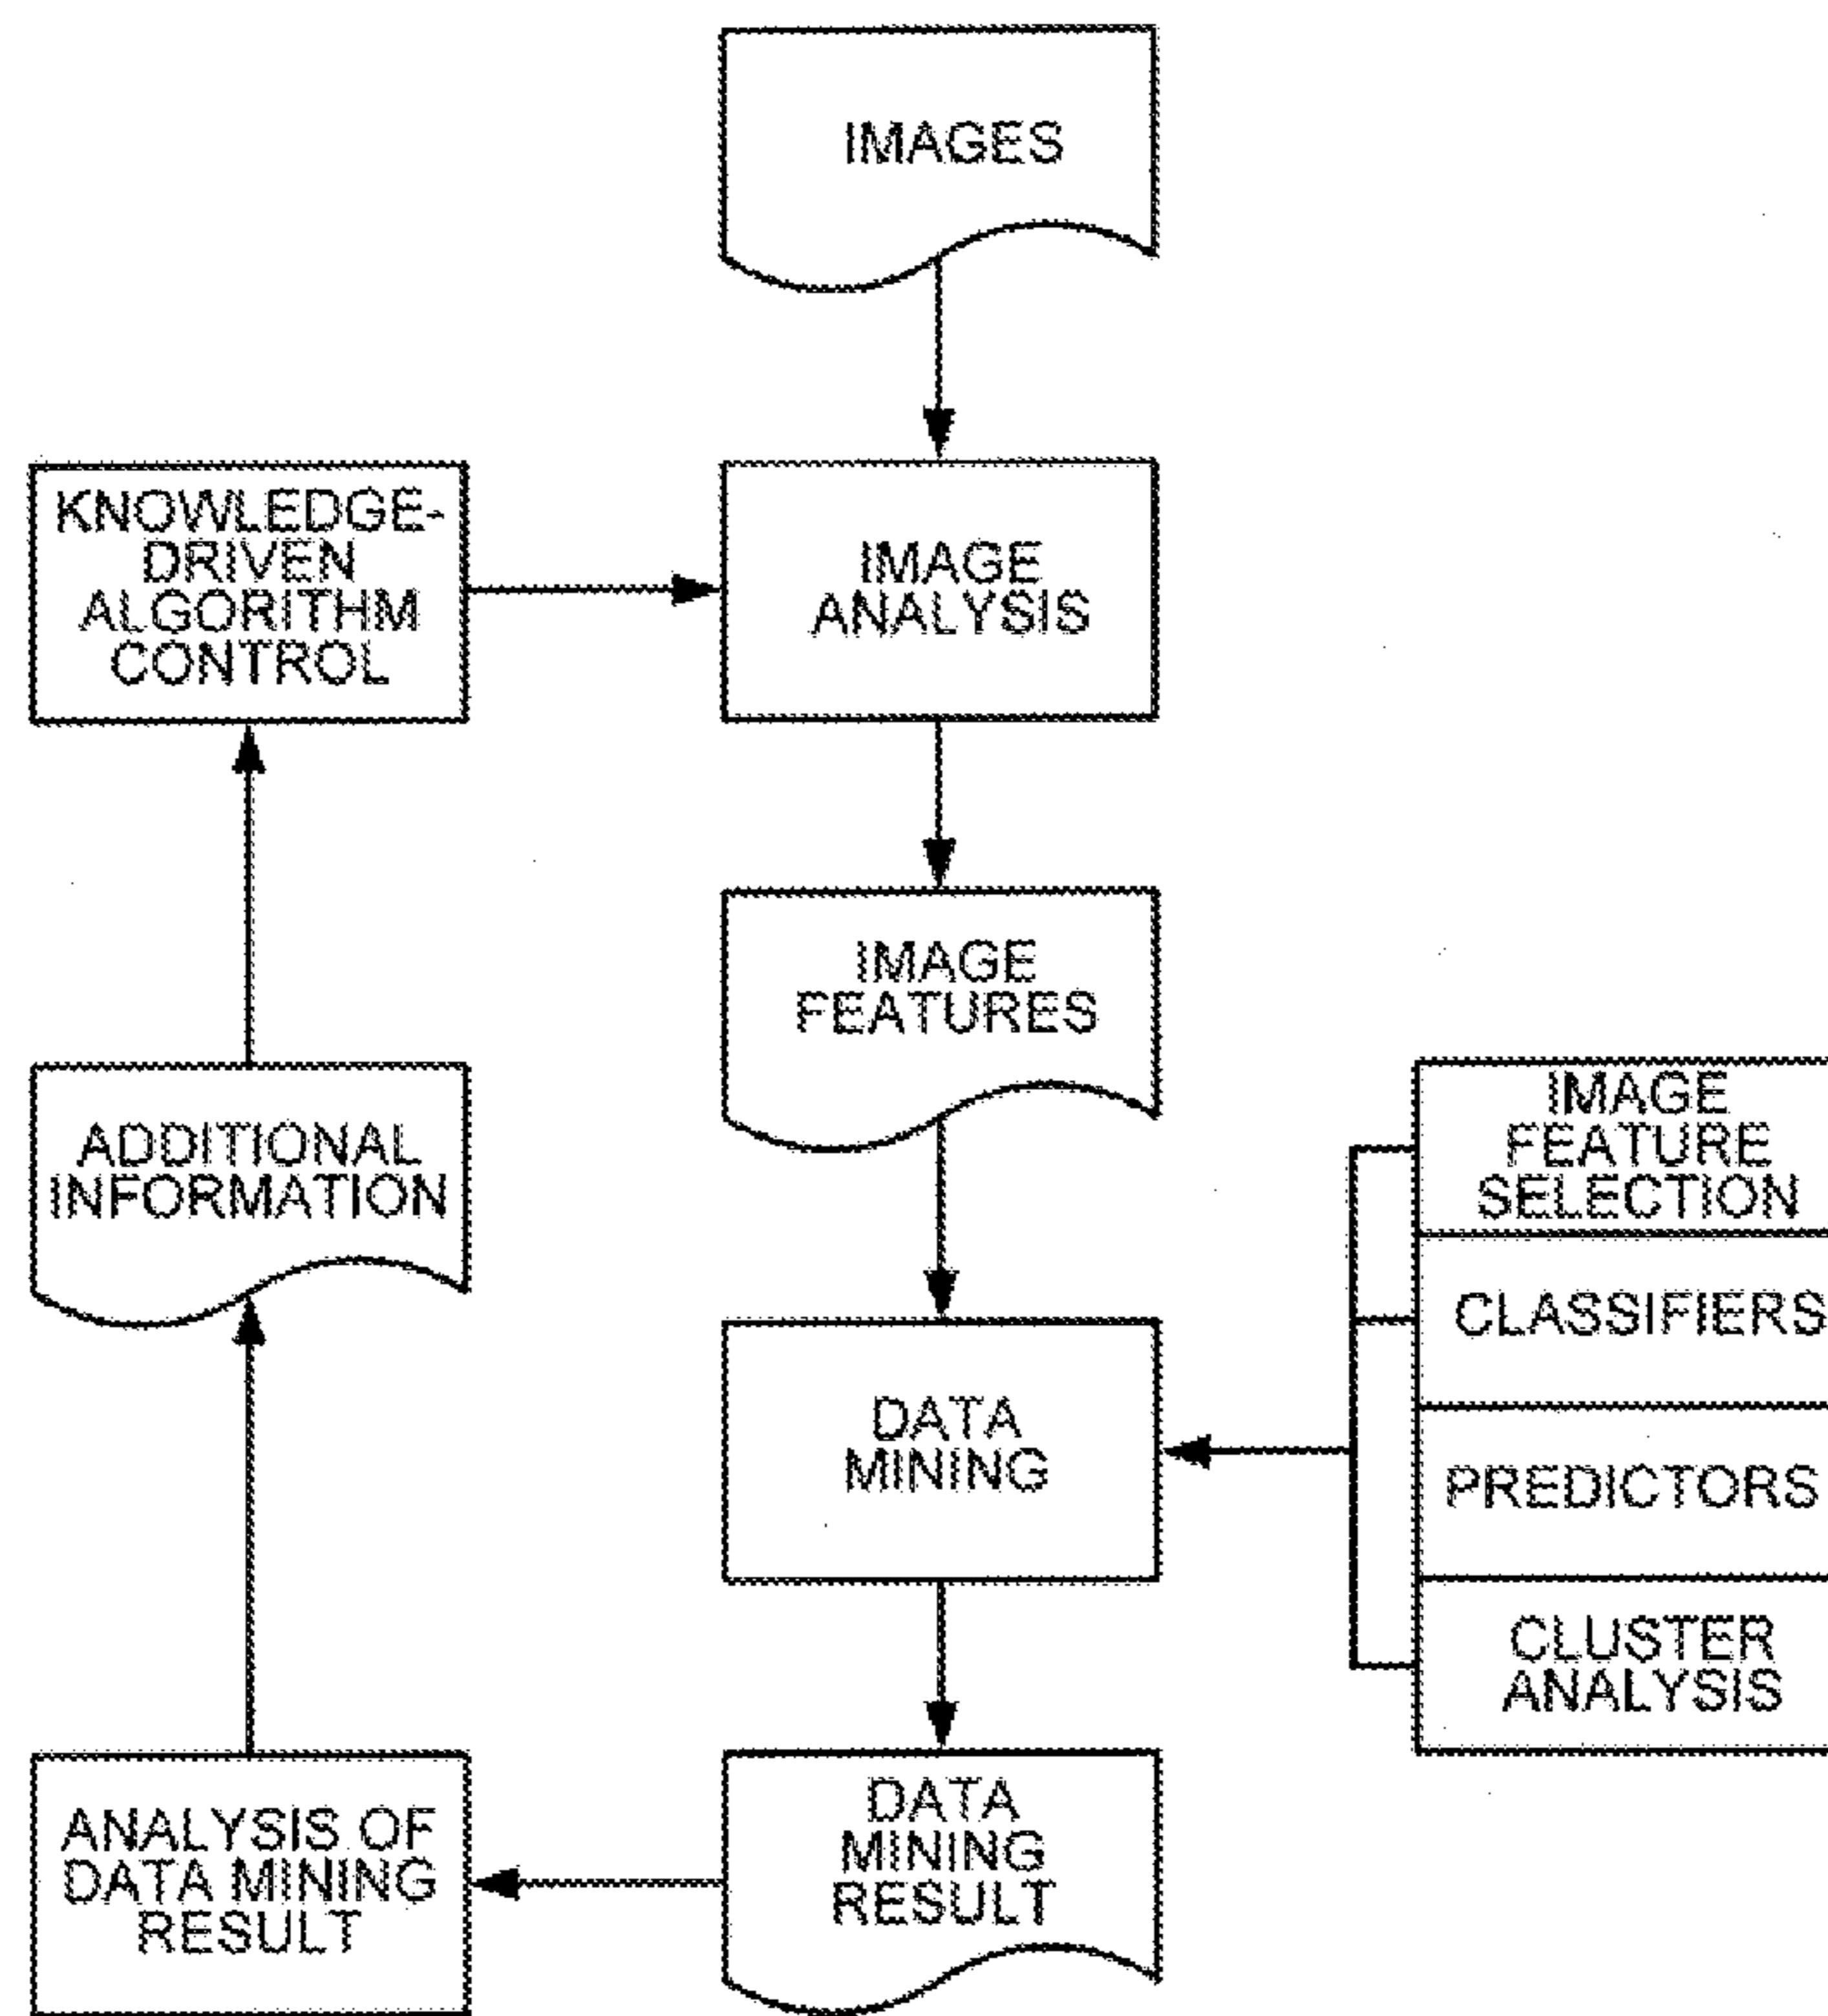 IMAGES
KNOWLEDGE-
DRIVEN
ALGORITHM
CONTROL
IMAGE
ANALYSIS
IMAGE
FEATURES
ADDITIONAL
INFORMATION
IMAGE
FEATURE
SELECTION
CLASSIFIERS
PREDICTORS
CLUSTER
ANALYSIS
DATA
MINING
DATA
MINING
RESULT
ANALYSIS OF
DATA MINING
RESULT